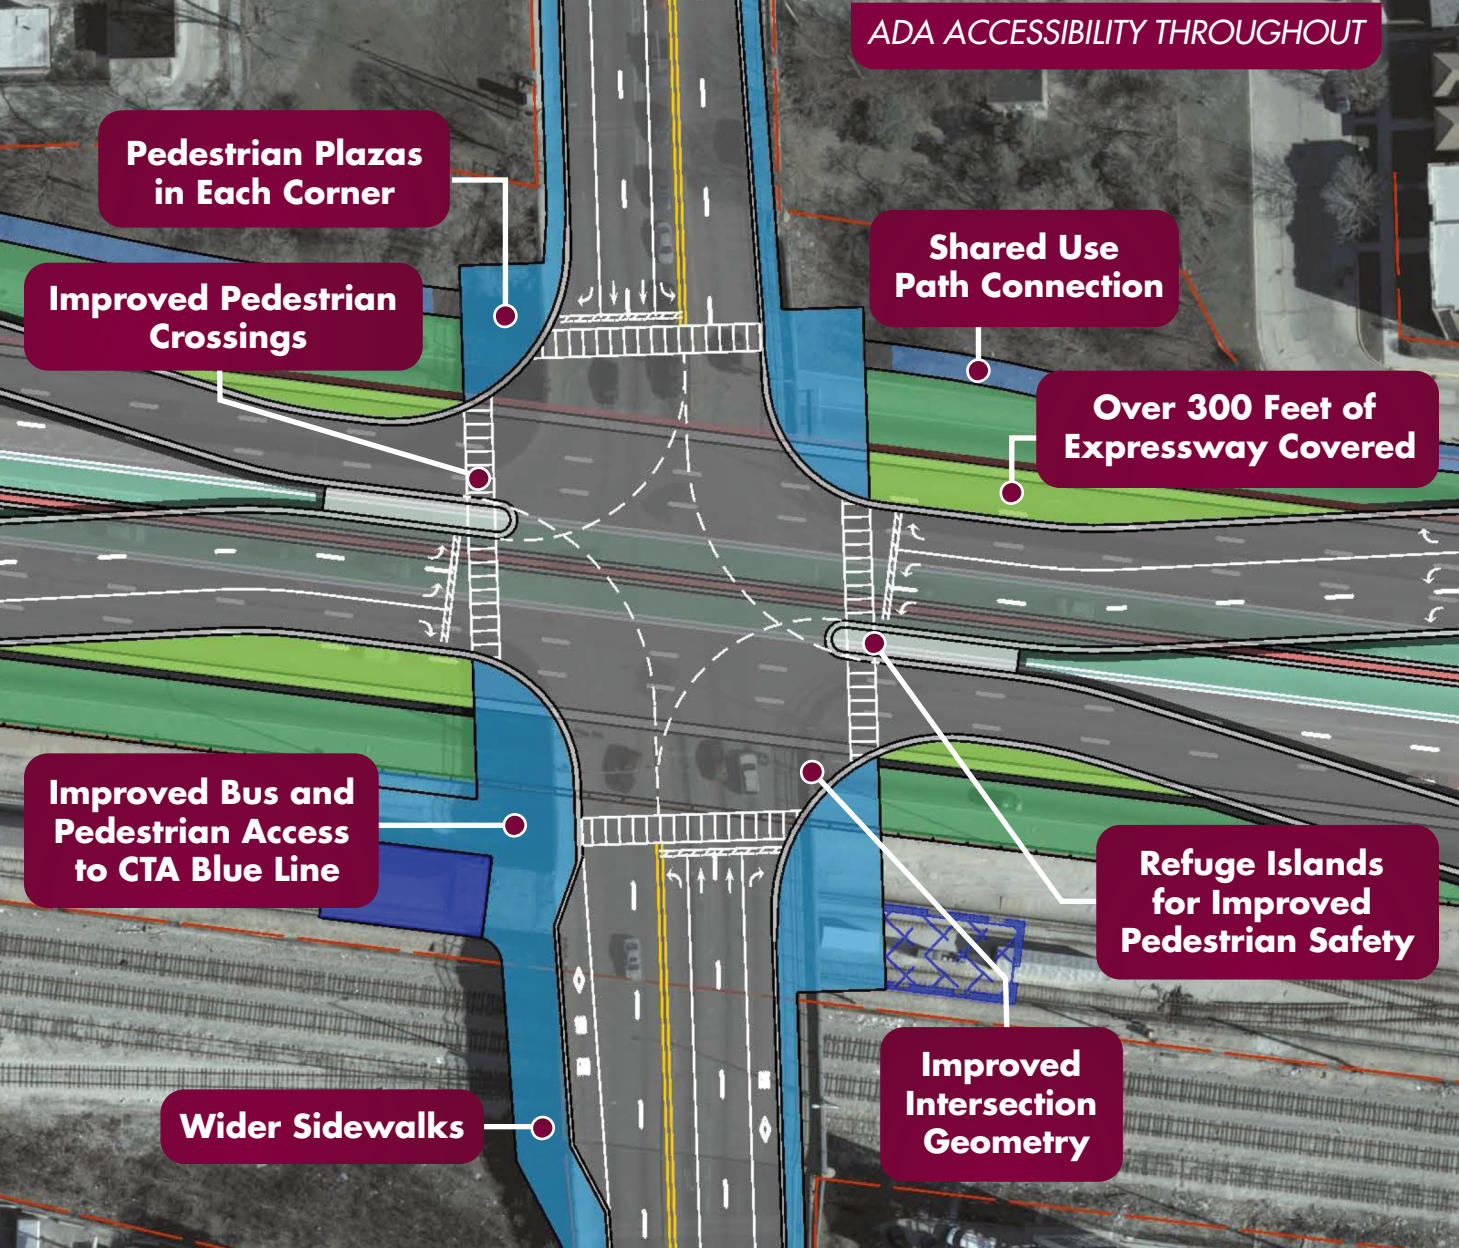 ADA ACCESSIBILITY THROUGHOUT
Pedestrian Plazas
in Each Corner
Shared Use
Path Connection
Improved Pedestrian
Crossings
Over 300 Feet of
Expressway Covered
Improved Bus and
Pedestrian Access
to CTA Blue Line
Refuge Islands
for Improved
Pedestrian Safety
Improved
Intersection
Geometry
Wider Sidewalks